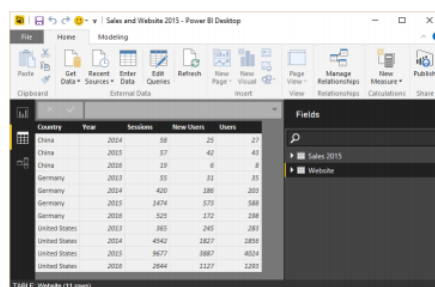 Sales and Website 2015 - Power BI Desktop
File Home Modeling
Paste Get Data Recent Sources Enter Data Edit Queries Refresh New Page New Visual Page View Manage Relationships New Measure Publish
Clipboard External Data Insert View Relationships Calculations Share
Fields
Country Year Sessions New Users Users
China 2014 58 25 27
China 2015 57 42 43
China 2016 19 6 8
Germany 2013 55 31 35
Germany 2014 420 186 203
Germany 2015 1474 573 588
Germany 2016 525 172 198
United States 2013 365 245 283
United States 2014 4542 1827 1856
United States 2015 9677 3887 4024
United States 2016 2844 1127 1293
Sales 2015
Website
TABLE: Website (11 rows)